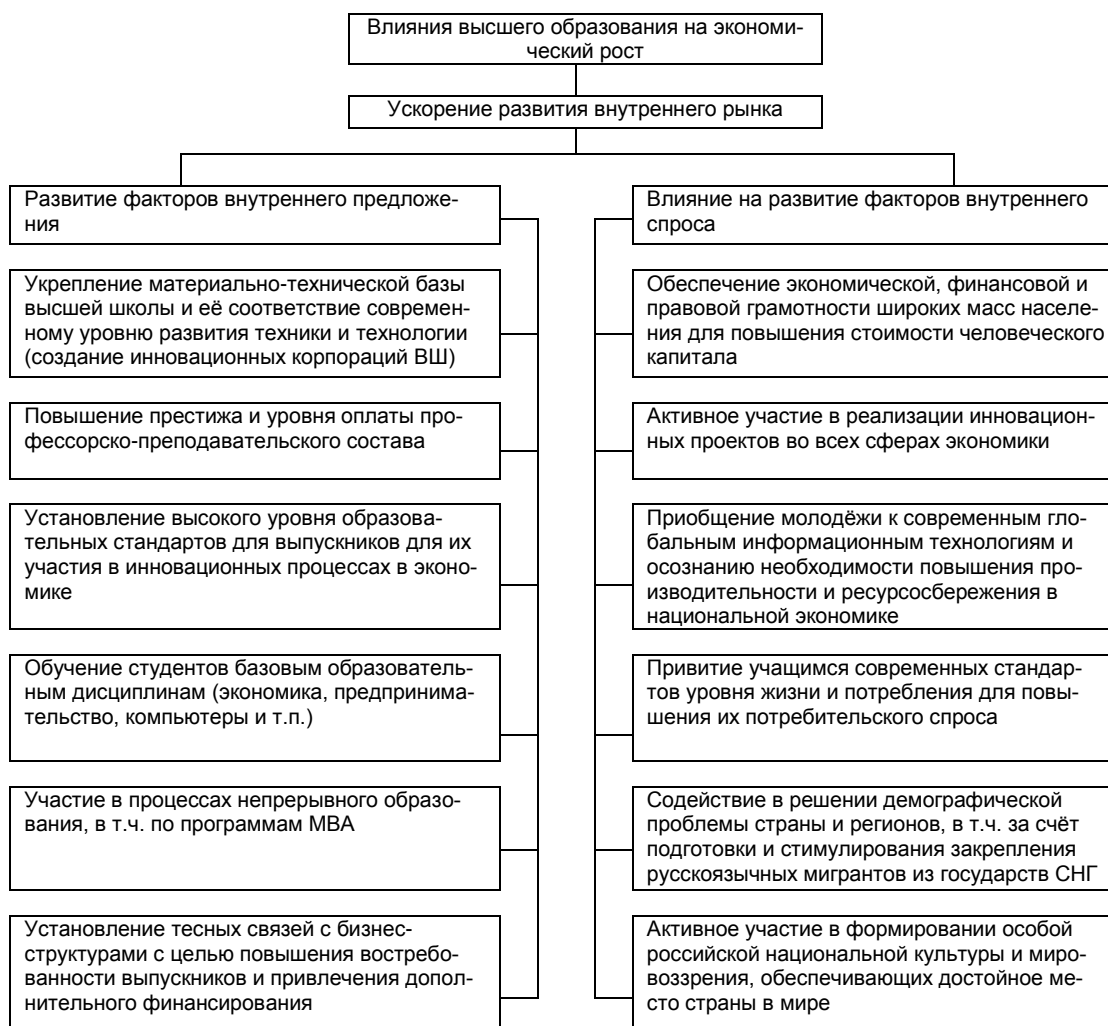 Влияния высшего образования на экономи-
ческий рост
Ускорение развития внутреннего рынка
Развитие факторов внутреннего предложе-
ния
Укрепление материально-технической базы
высшей школы и её соответствие современ-
ному уровню развития техники и технологии
(создание инновационных корпораций ВШ)
Повышение престижа и уровня оплаты про-
фессорско-преподавательского состава
Установление высокого уровня образова-
тельных стандартов для выпускников для их
участия в инновационных процессах в эконо-
мике
Обучение студентов базовым образователь-
ным дисциплинам (экономика, предпринима-
тельство, компьютеры и т.п.)
Участие в процессах непрерывного образо-
вания, в т.ч. по программам МВА
Установление тесных связей с бизнес-
структурами с целью повышения востребо-
ванности выпускников и привлечения допол-
нительного финансирования
Влияние на развитие факторов внутреннего
спроса
Обеспечение экономической, финансовой и
правовой грамотности широких масс населе-
ния для повышения стоимости человеческого
капитала
Активное участие в реализации инновацион-
ных проектов во всех сферах экономики
Приобщение молодёжи к современным гло-
бальным информационным технологиям и
осознанию необходимости повышения про-
изводительности и ресурсосбережения в
национальной экономике
Привитие учащимся современных стандар-
тов уровня жизни и потребления для повы-
шения их потребительского спроса
Содействие в решении демографической
проблемы страны и регионов, в т.ч. за счёт
подготовки и стимулирования закрепления
русскоязычных мигрантов из государств СНГ
Активное участие в формировании особой
российской национальной культуры и миро-
воззрения, обеспечивающих достойное ме-
сто страны в мире